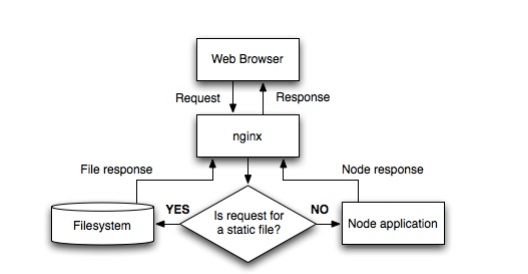 Web Browser
Request
Response
nginx
File response
Node response
YES
Is request for
a static file?
NO
Filesystem
Node application